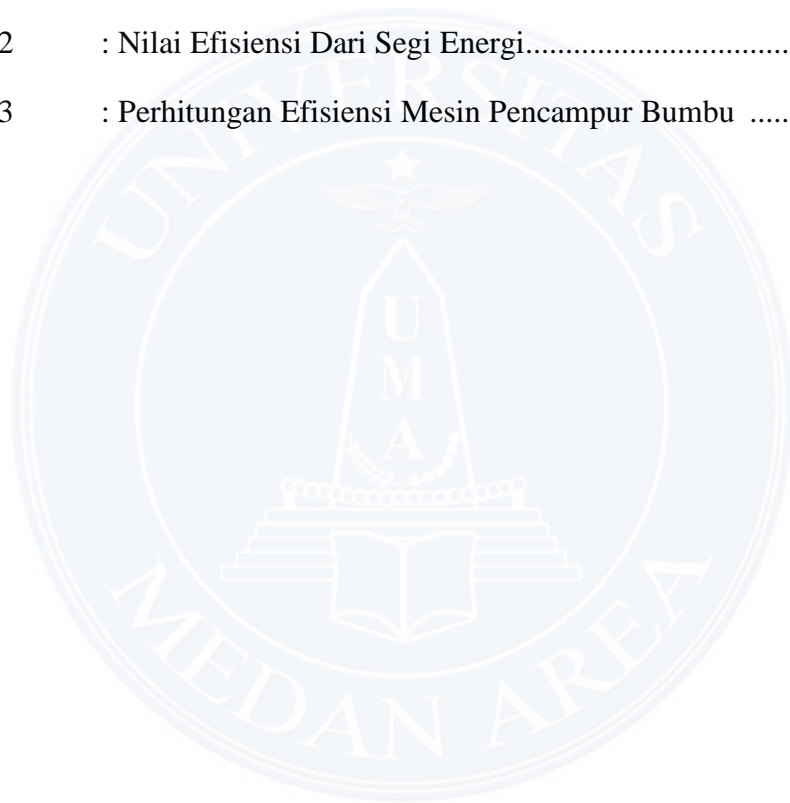 2 : Nilai Efisiensi Dari Segi Energi.................................
3 : Perhitungan Efisiensi Mesin Pencampur Bumbu .....
UNIVERSITAS
U
M
A
MEDAN AREA